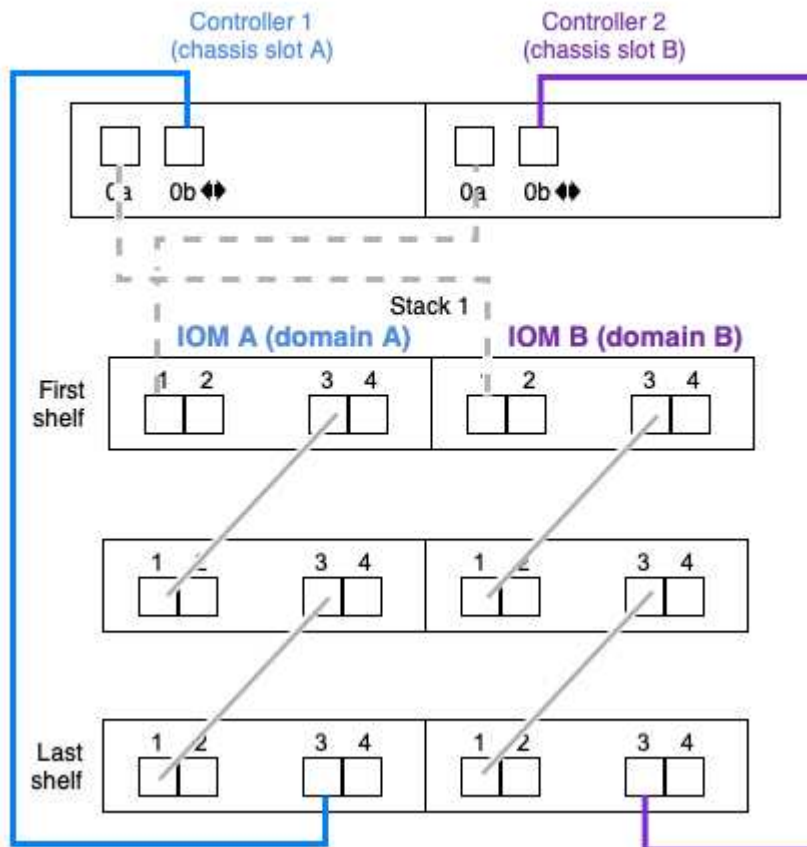 Controller 1 Controller 2
(chassis slot A) (chassis slot B)
0a 0b 0a 0b
Stack 1
IOM A (domain A) IOM B (domain B)
First
shelf
1 2 3 4 1 2 3 4
1 2 3 4 1 2 3 4
Last
shelf
1 2 3 4 1 2 3 4